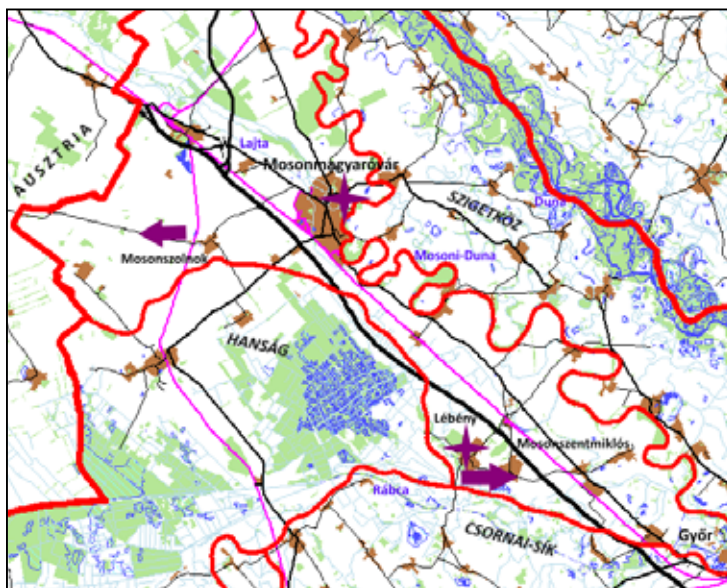 AUSZTRIA
Lajta
Mosonmagyaróvár
SZIGETKÖZ
Duna
Mosonszolnok
Mosoni-Duna
HANSÁG
Lébény
Mosonszentmiklós
Rábca
CSORNAI-SÍK
Győr